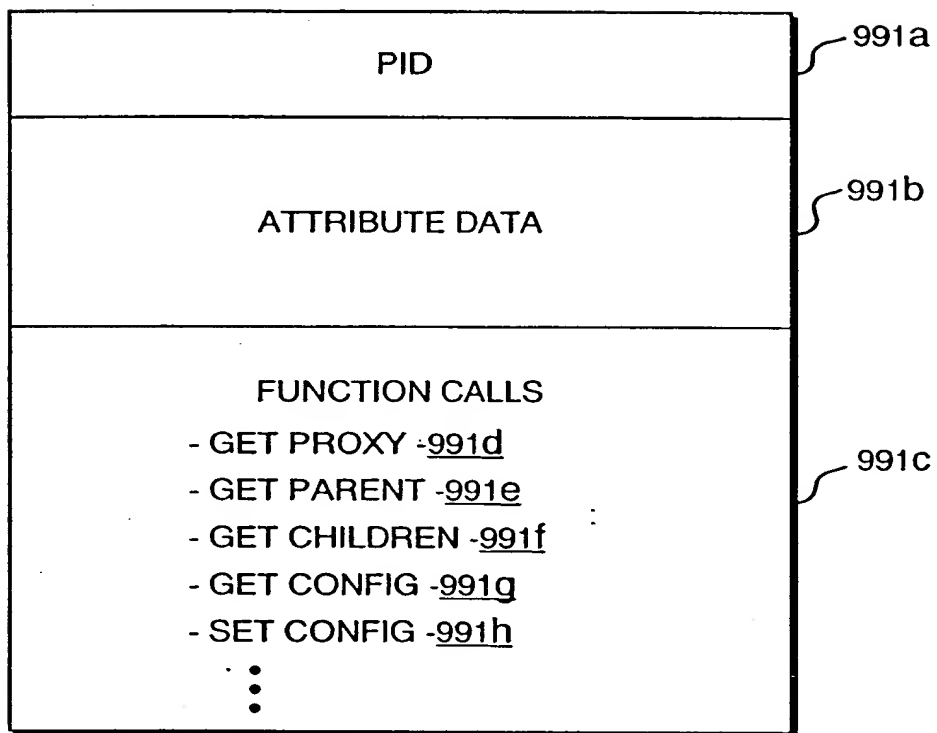 PID
991a
ATTRIBUTE DATA
991b
FUNCTION CALLS
- GET PROXY -991d
- GET PARENT -991e
- GET CHILDREN -991f
- GET CONFIG -991g
- SET CONFIG -991h
991c